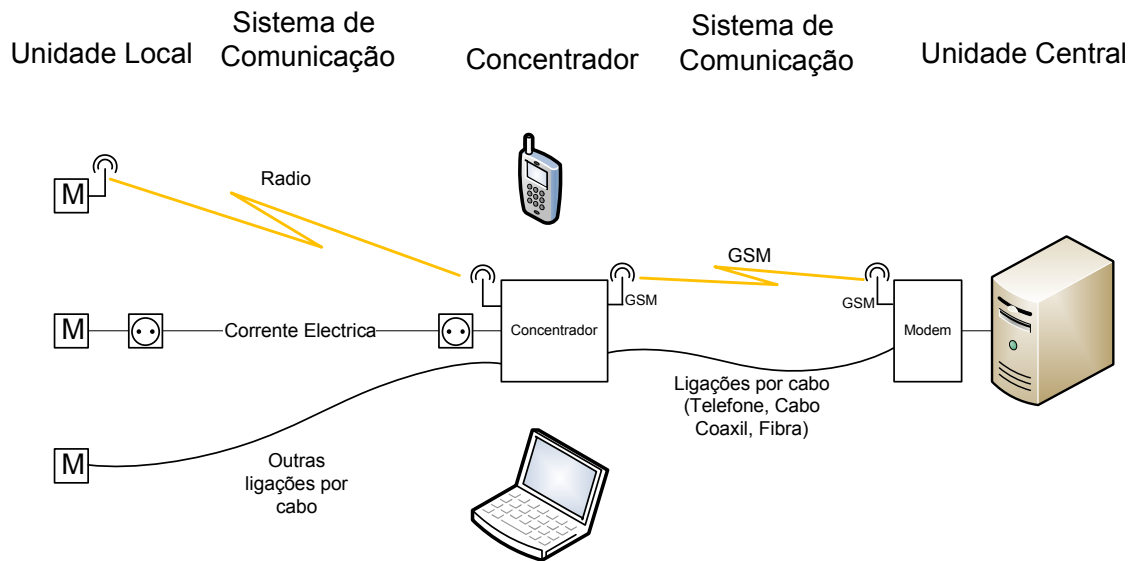 Unidade Local
Sistema de
Comunicação
Concentrador
Sistema de
Comunicação
Unidade Central
M
Radio
GSM
GSM
GSM
M
Corrente Electrica
Concentrador
Modem
Ligações por cabo
(Telefone, Cabo
Coaxil, Fibra)
M
Outras
ligações por
cabo